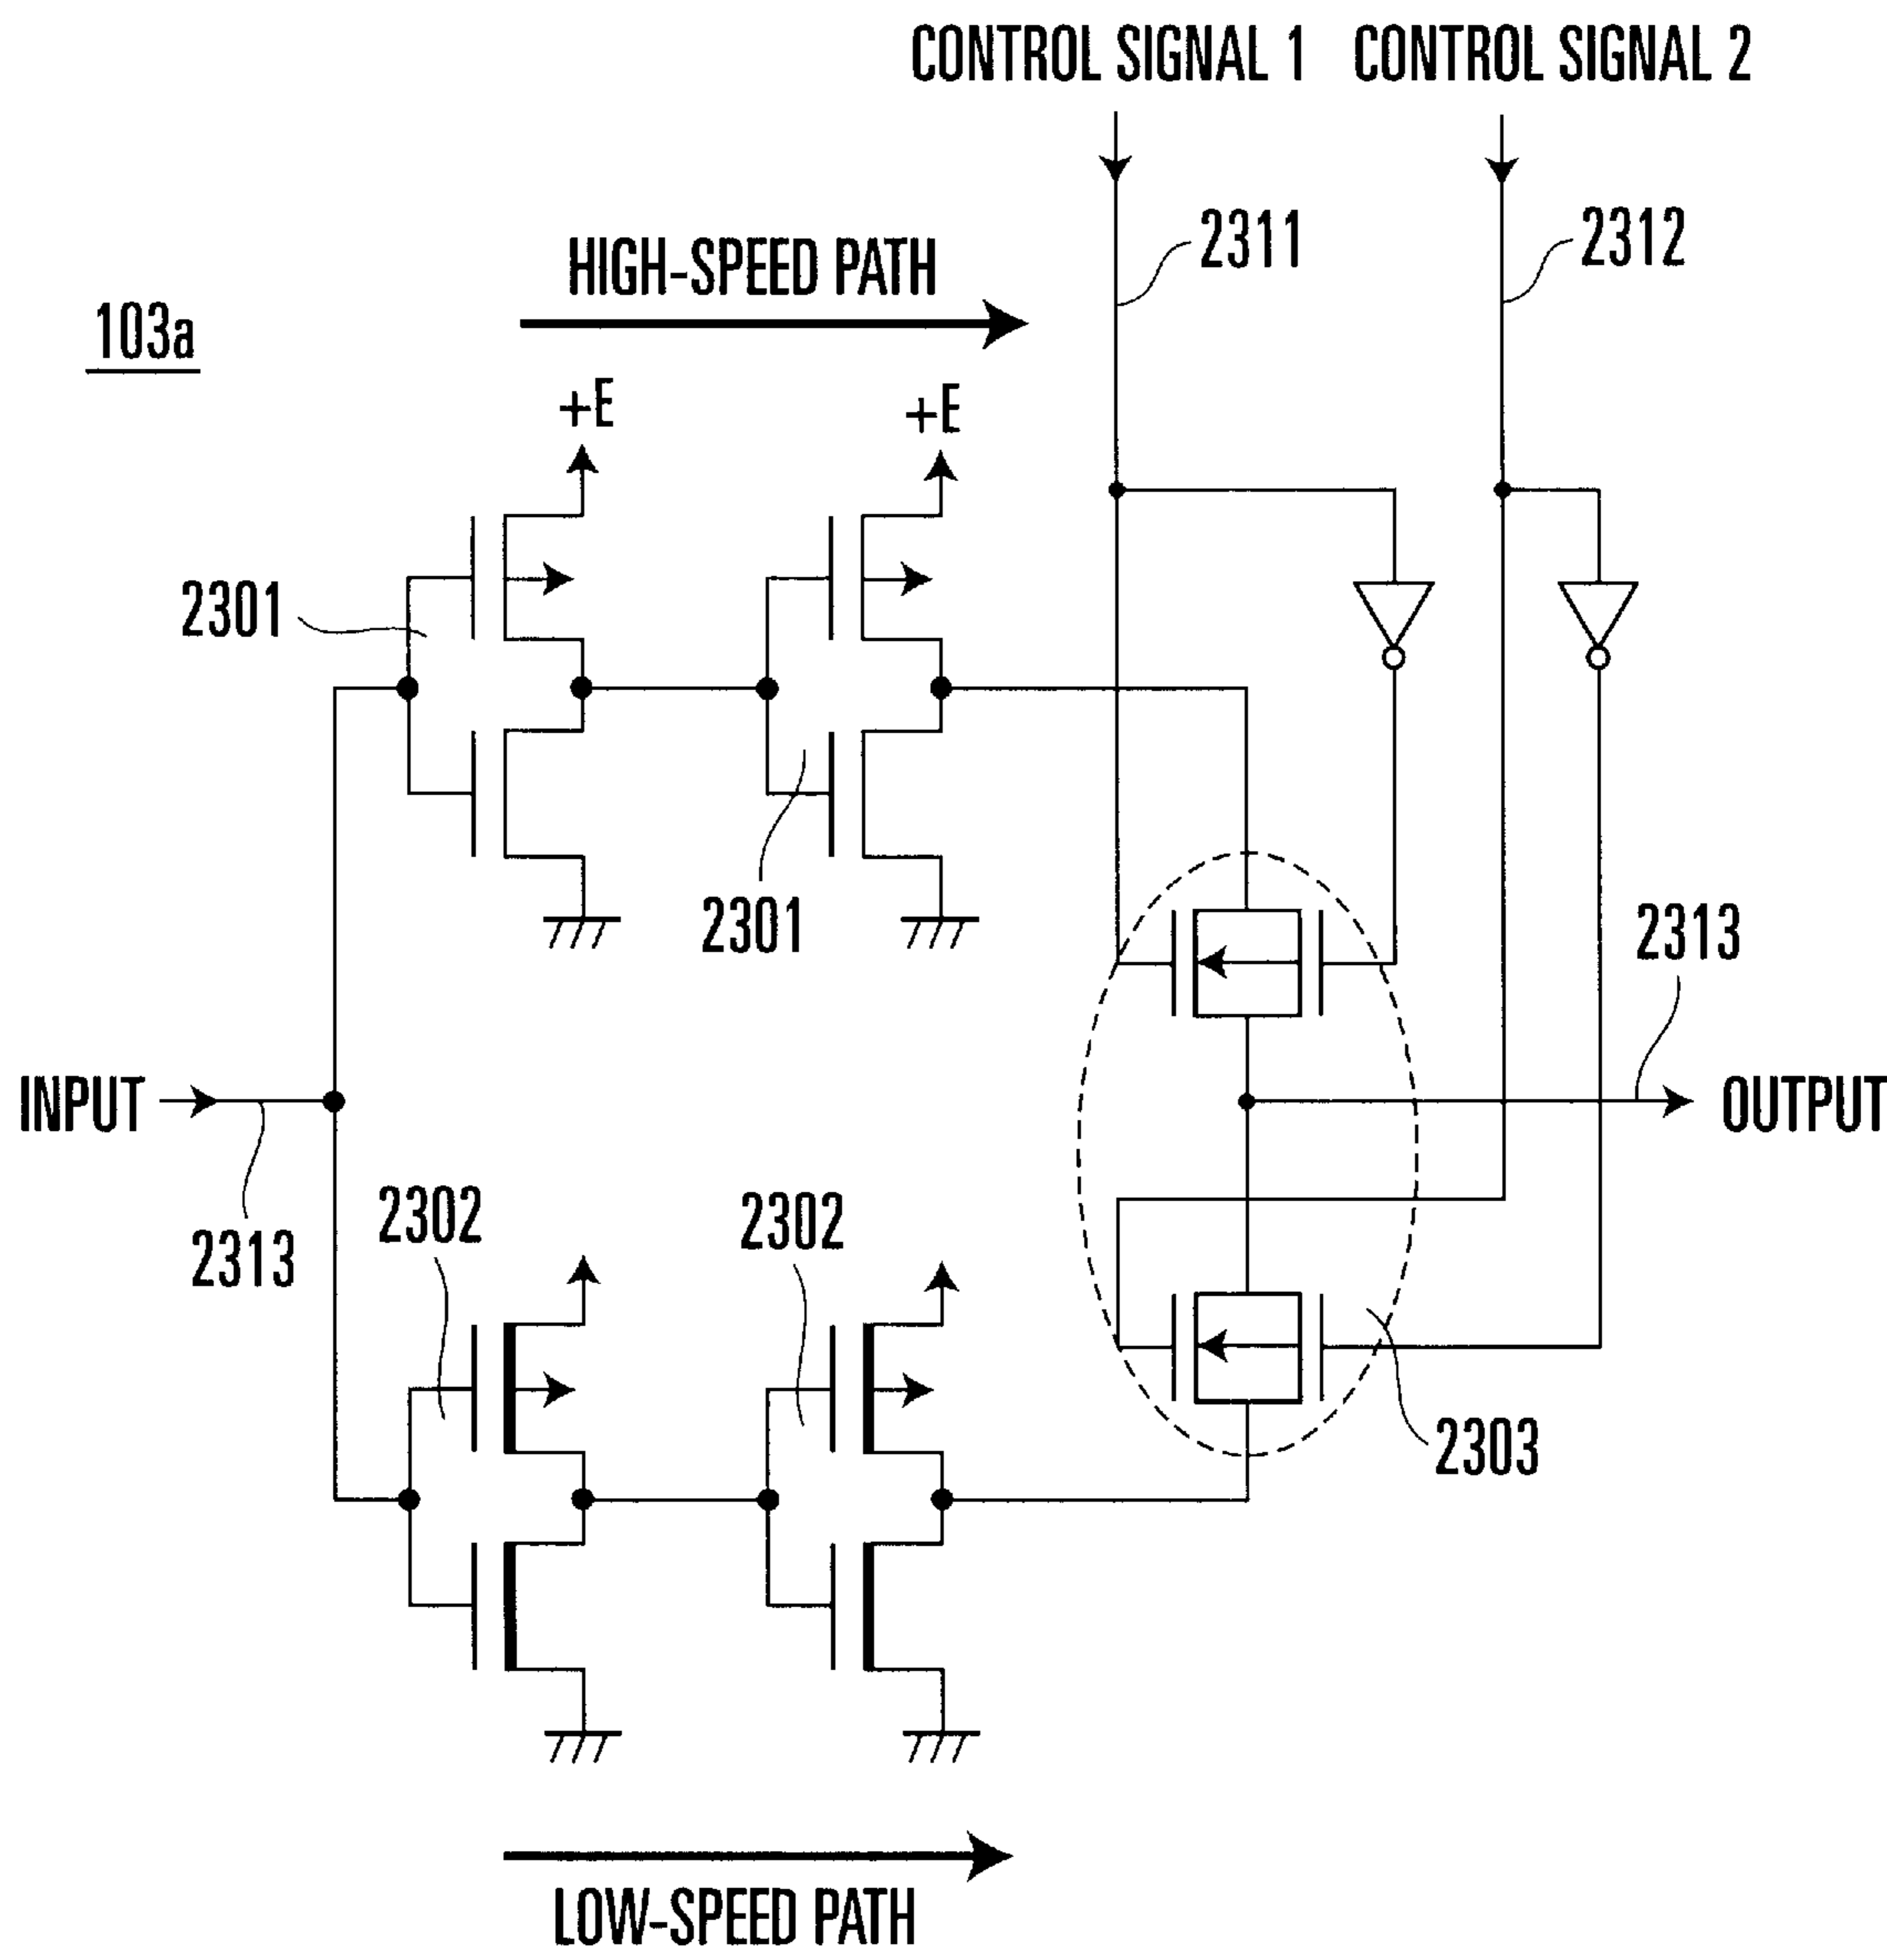 CONTROL SIGNAL 1
CONTROL SIGNAL 2
2311
2312
HIGH-SPEED PATH
103a
+E
+E
2301
2301
2313
INPUT
OUTPUT
2313
2302
2302
2303
LOW-SPEED PATH